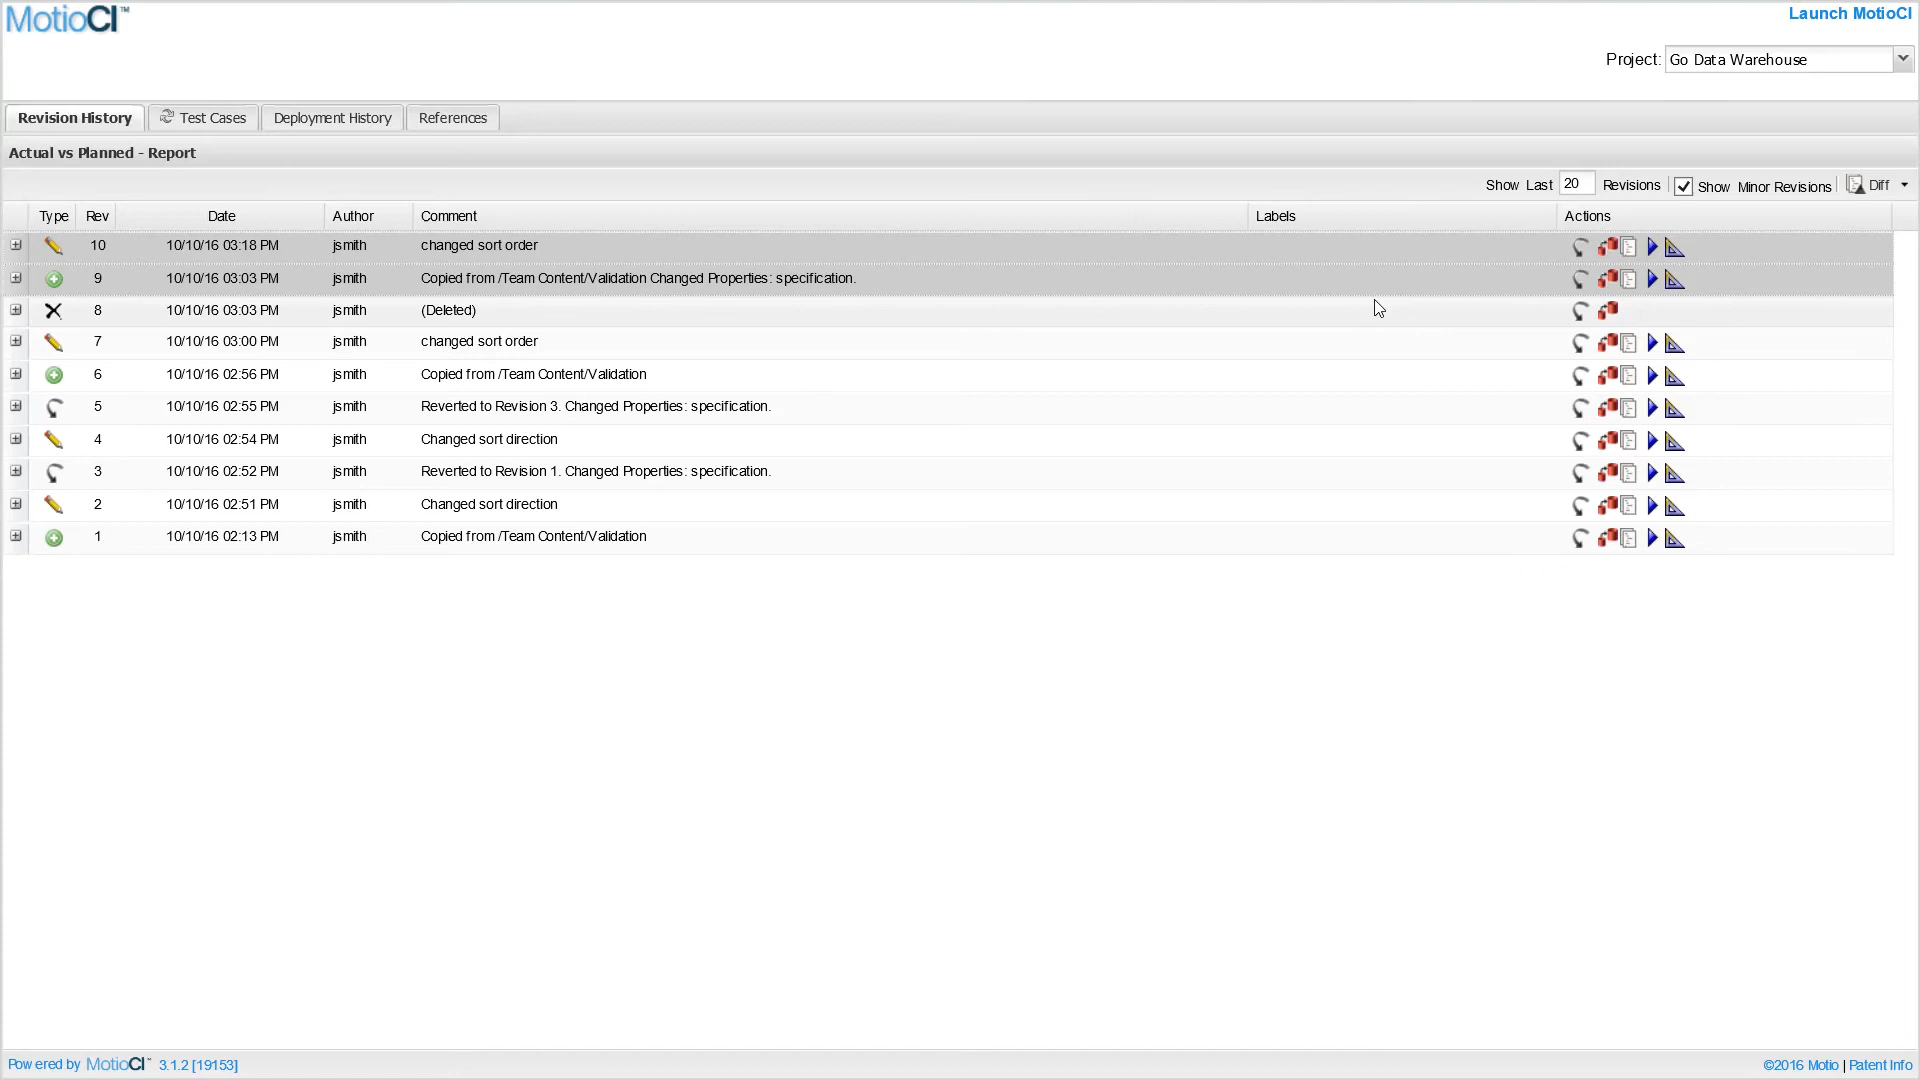 MotioCI™
Launch MotioCI
Project: Go Data Warehouse
Revision History Test Cases Deployment History References
Actual vs Planned - Report
Show Last 20 Revisions Show Minor Revisions Diff
Type Rev Date Author Comment Labels Actions
10 10/10/16 03:18 PM jsmith changed sort order
9 10/10/16 03:03 PM jsmith Copied from /Team Content/Validation Changed Properties: specification.
8 10/10/16 03:03 PM jsmith (Deleted)
7 10/10/16 03:00 PM jsmith changed sort order
6 10/10/16 02:56 PM jsmith Copied from /Team Content/Validation
5 10/10/16 02:55 PM jsmith Reverted to Revision 3. Changed Properties: specification.
4 10/10/16 02:54 PM jsmith Changed sort direction
3 10/10/16 02:52 PM jsmith Reverted to Revision 1. Changed Properties: specification.
2 10/10/16 02:51 PM jsmith Changed sort direction
1 10/10/16 02:13 PM jsmith Copied from /Team Content/Validation
Powered by MotioCI™ 3.1.2 [19153]
©2016 Motio | Patent Info